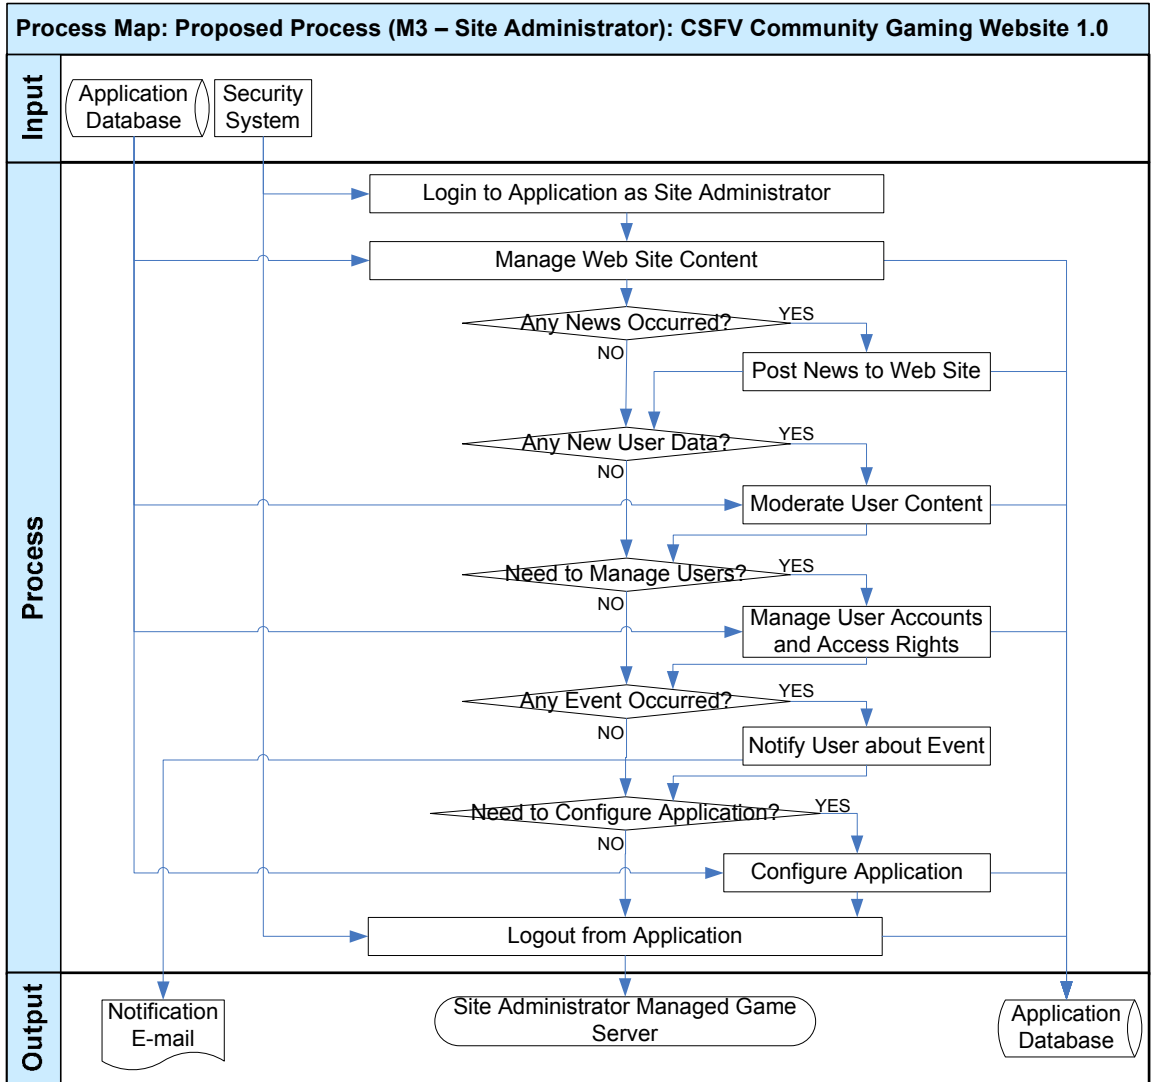 Process Map: Proposed Process (M3 – Site Administrator): CSFV Community Gaming Website 1.0
Input
Application
Database
Security
System
Process
Login to Application as Site Administrator
Manage Web Site Content
Any News Occurred?
YES
NO
Post News to Web Site
Any New User Data?
YES
NO
Moderate User Content
Need to Manage Users?
YES
NO
Manage User Accounts
and Access Rights
Any Event Occurred?
YES
NO
Notify User about Event
Need to Configure Application?
YES
NO
Configure Application
Logout from Application
Output
Notification
E-mail
Site Administrator Managed Game
Server
Application
Database